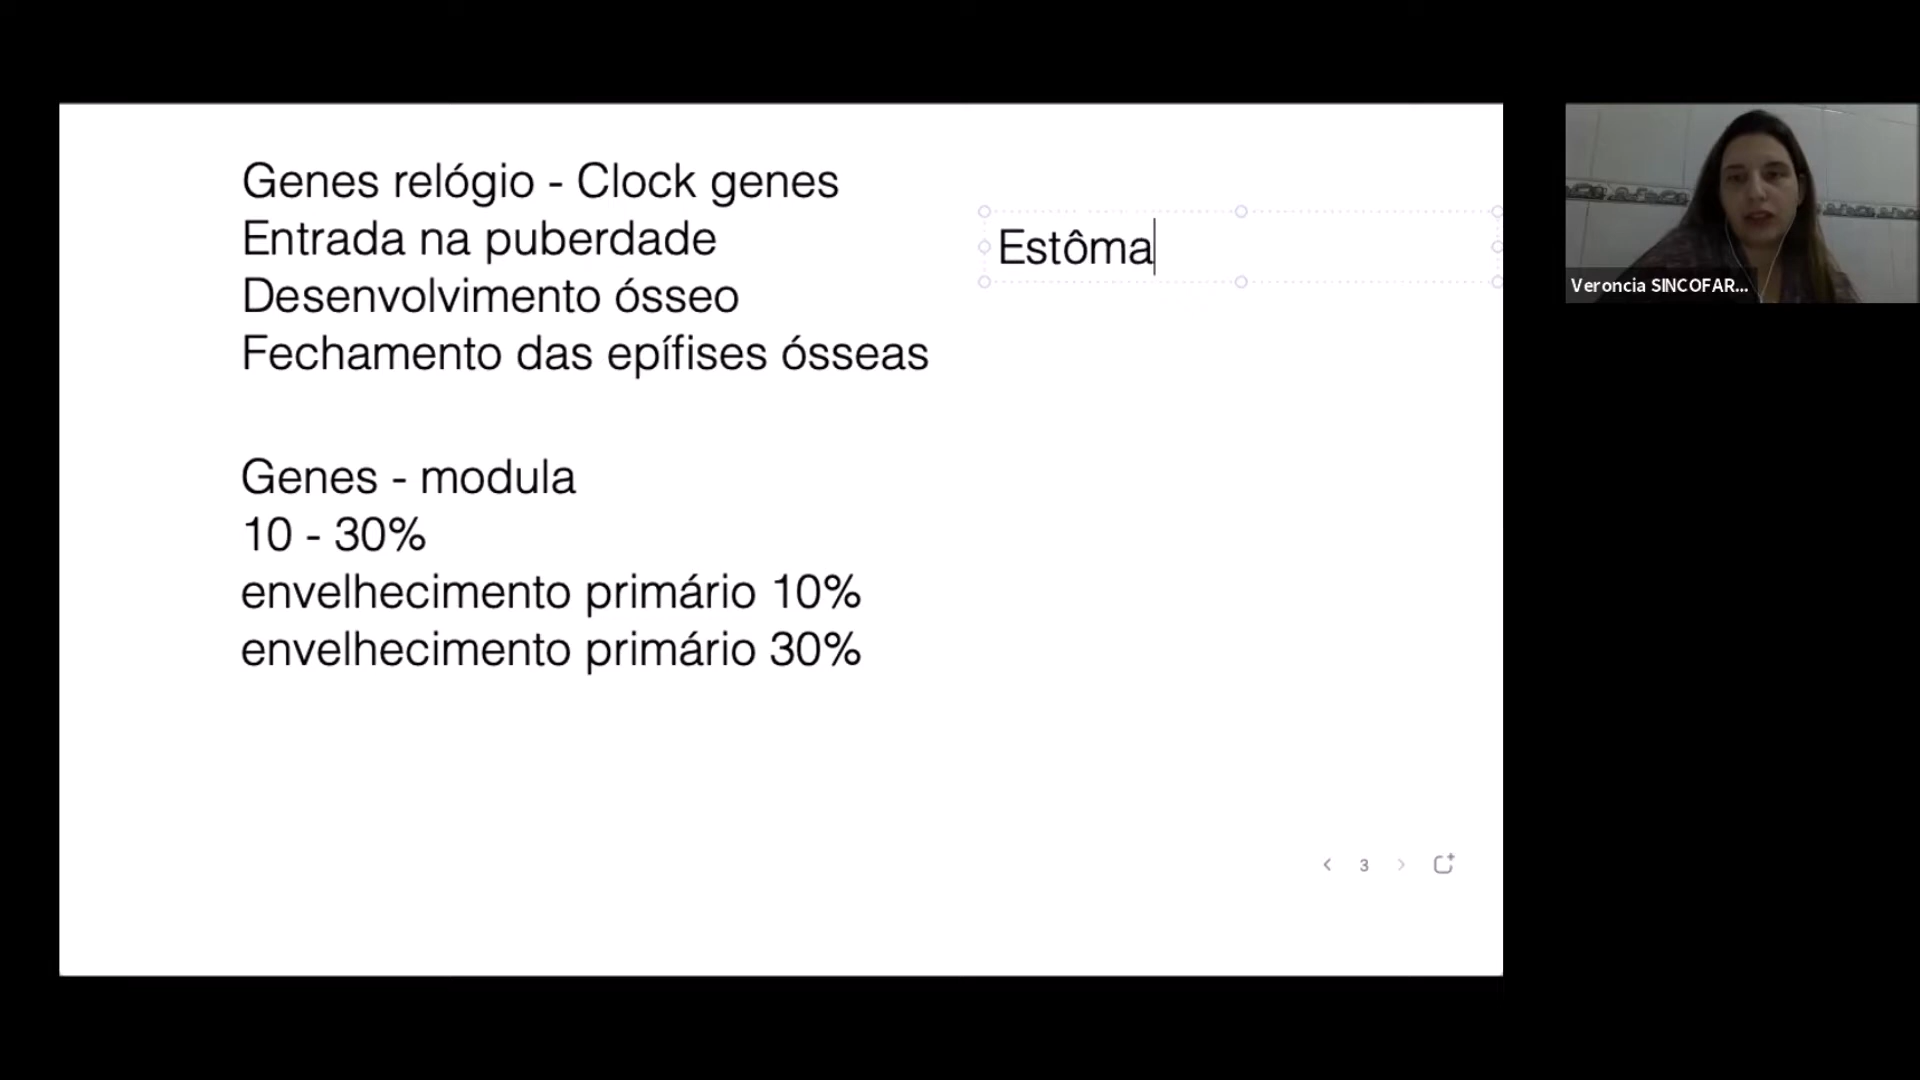 Genes relógio - Clock genes
Entrada na puberdade
Desenvolvimento ósseo
Fechamento das epífises ósseas
Genes - modula
10 - 30%
envelhecimento primário 10%
envelhecimento primário 30%
Estôma
Veroncia SINCOFAR...
3